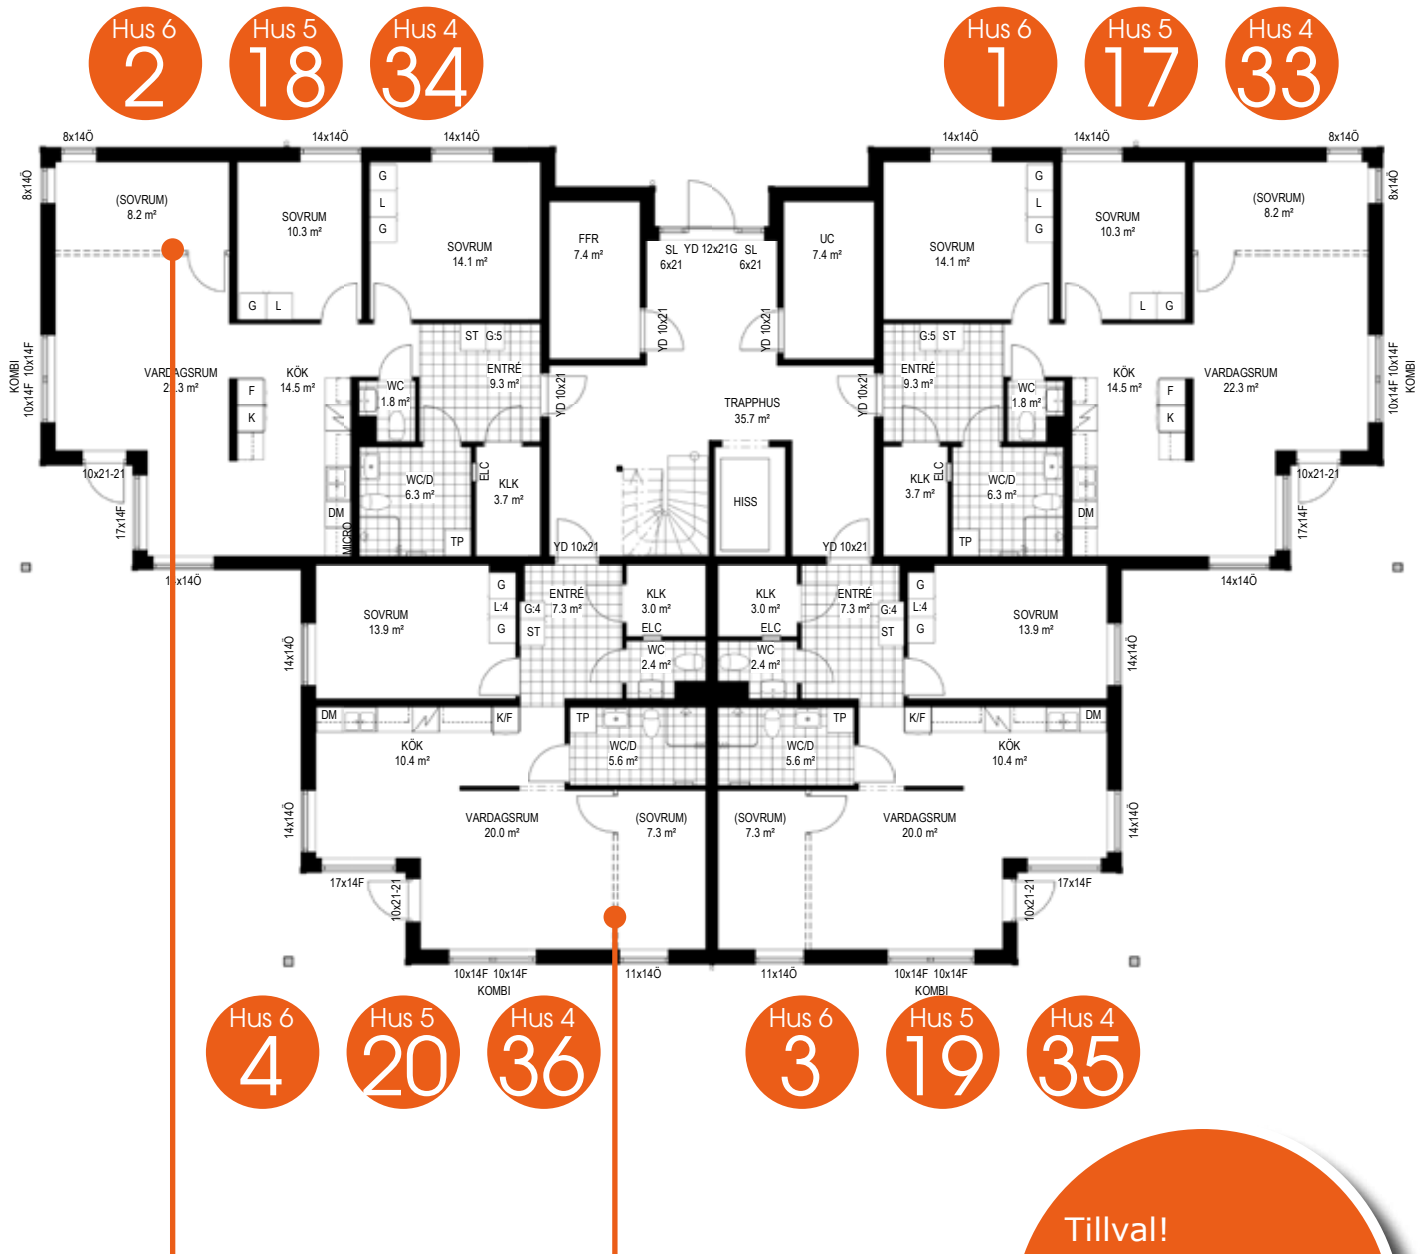 Hus 6
2
Hus 5
18
Hus 4
34
Hus 6
1
Hus 5
17
Hus 4
33
8x14Ö
14x14Ö
14x14Ö
14x14Ö
14x14Ö
8x14Ö
8x14Ö
(SOVRUM)
8.2 m²
SOVRUM
10.3 m²
G
L
G
SOVRUM
14.1 m²
FFR
7.4 m²
SL
6x21
YD 12x21G
SL
6x21
UC
7.4 m²
SOVRUM
14.1 m²
G
L
G
SOVRUM
10.3 m²
(SOVRUM)
8.2 m²
8x14Ö
G
L
YD 10x21
YD 10x21
L
G
ST
G:5
G:5
ST
KOMBI
10x14F 10x14F
VARDAGSRUM
22.3 m²
KÖK
14.5 m²
F
K
WC
1.8 m²
ENTRÉ
9.3 m²
YD 10x21
TRAPPHUS
35.7 m²
YD 10x21
ENTRÉ
9.3 m²
WC
1.8 m²
KÖK
14.5 m²
F
K
VARDAGSRUM
22.3 m²
10x14F 10x14F
KOMBI
10x21-21
17x14F
DM
MICRO
WC/D
6.3 m²
TP
ELC
KLK
3.7 m²
HISS
KLK
3.7 m²
ELC
WC/D
6.3 m²
TP
DM
10x21-21
17x14F
14x14Ö
YD 10x21
YD 10x21
14x14Ö
SOVRUM
13.9 m²
G
L:4
G
ENTRÉ
7.3 m²
G:4
ST
KLK
3.0 m²
ELC
WC
2.4 m²
KLK
3.0 m²
ELC
WC
2.4 m²
ENTRÉ
7.3 m²
G:4
ST
G
L:4
G
SOVRUM
13.9 m²
14x14Ö
14x14Ö
DM
K/F
TP
TP
K/F
DM
KÖK
10.4 m²
WC/D
5.6 m²
WC/D
5.6 m²
KÖK
10.4 m²
14x14Ö
VARDAGSRUM
20.0 m²
(SOVRUM)
7.3 m²
(SOVRUM)
7.3 m²
VARDAGSRUM
20.0 m²
14x14Ö
17x14F
10x21-21
10x21-21
17x14F
10x14F 10x14F
KOMBI
11x14Ö
11x14Ö
10x14F 10x14F
KOMBI
Hus 6
4
Hus 5
20
Hus 4
36
Hus 6
3
Hus 5
19
Hus 4
35
Tillval!